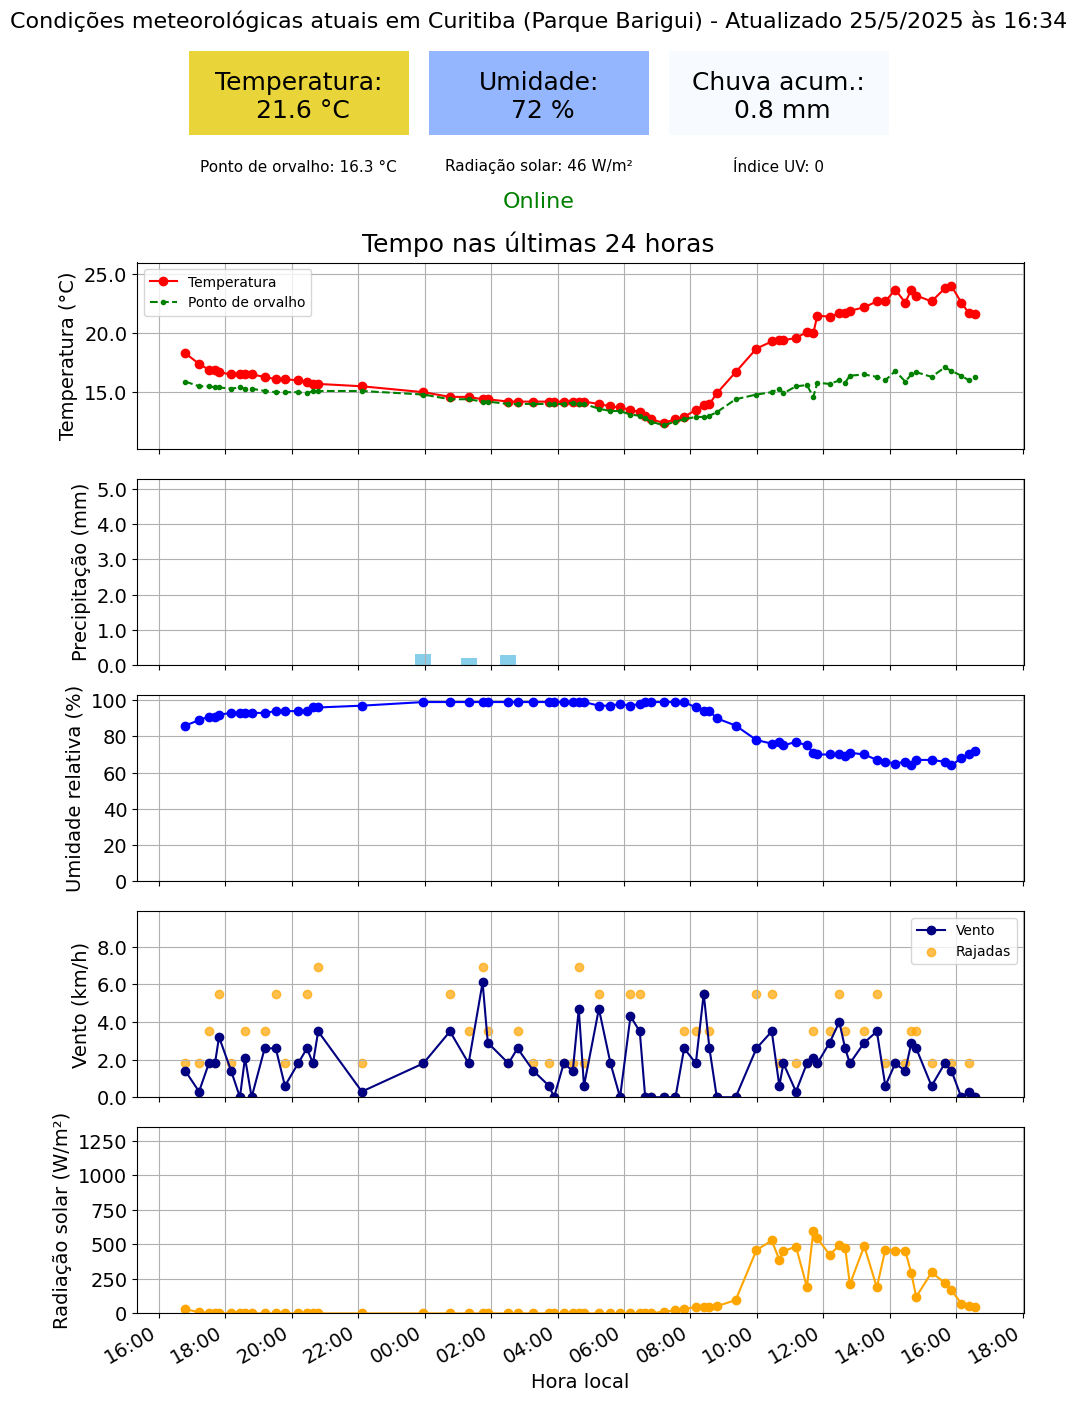 Condições meteorológicas atuais em Curitiba (Parque Barigui) - Atualizado 25/5/2025 às 16:34
Temperatura:
21.6 °C
Umidade:
72 %
Chuva acum.:
0.8 mm
Ponto de orvalho: 16.3 °C
Radiação solar: 46 W/m²
Índice UV: 0
Online
Tempo nas últimas 24 horas
Temperatura (°C)
25.0
20.0
15.0
Temperatura
Ponto de orvalho
Precipitação (mm)
5.0
4.0
3.0
2.0
1.0
0.0
Umidade relativa (%)
100
80
60
40
20
0
Vento (km/h)
8.0
6.0
4.0
2.0
0.0
Vento
Rajadas
Radiação solar (W/m²)
1250
1000
750
500
250
0
16:00
18:00
20:00
22:00
00:00
02:00
04:00
06:00
08:00
10:00
12:00
14:00
16:00
18:00
Hora local